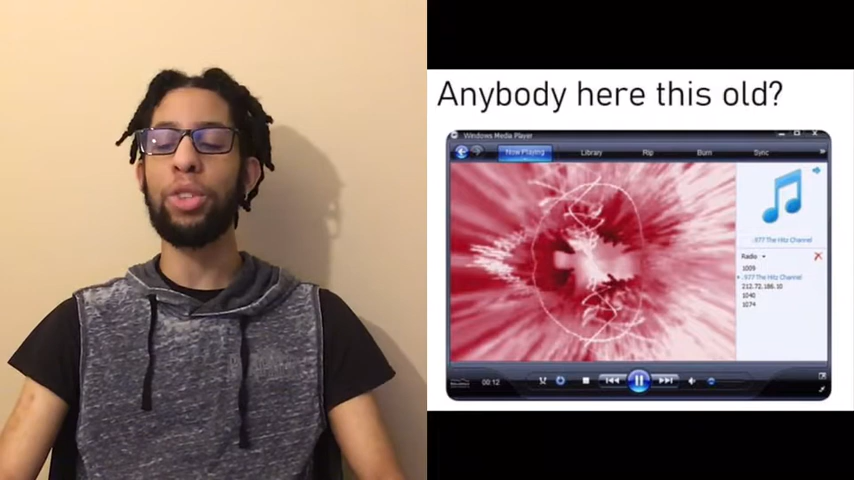 Anybody here this old?
Windows Media Player
Now Playing
Library
Rip
Burn
Sync
.977 The Hitz Channel
Radio
1009
.977 The Hitz Channel
212.72.186.10
1040
1074
00:12